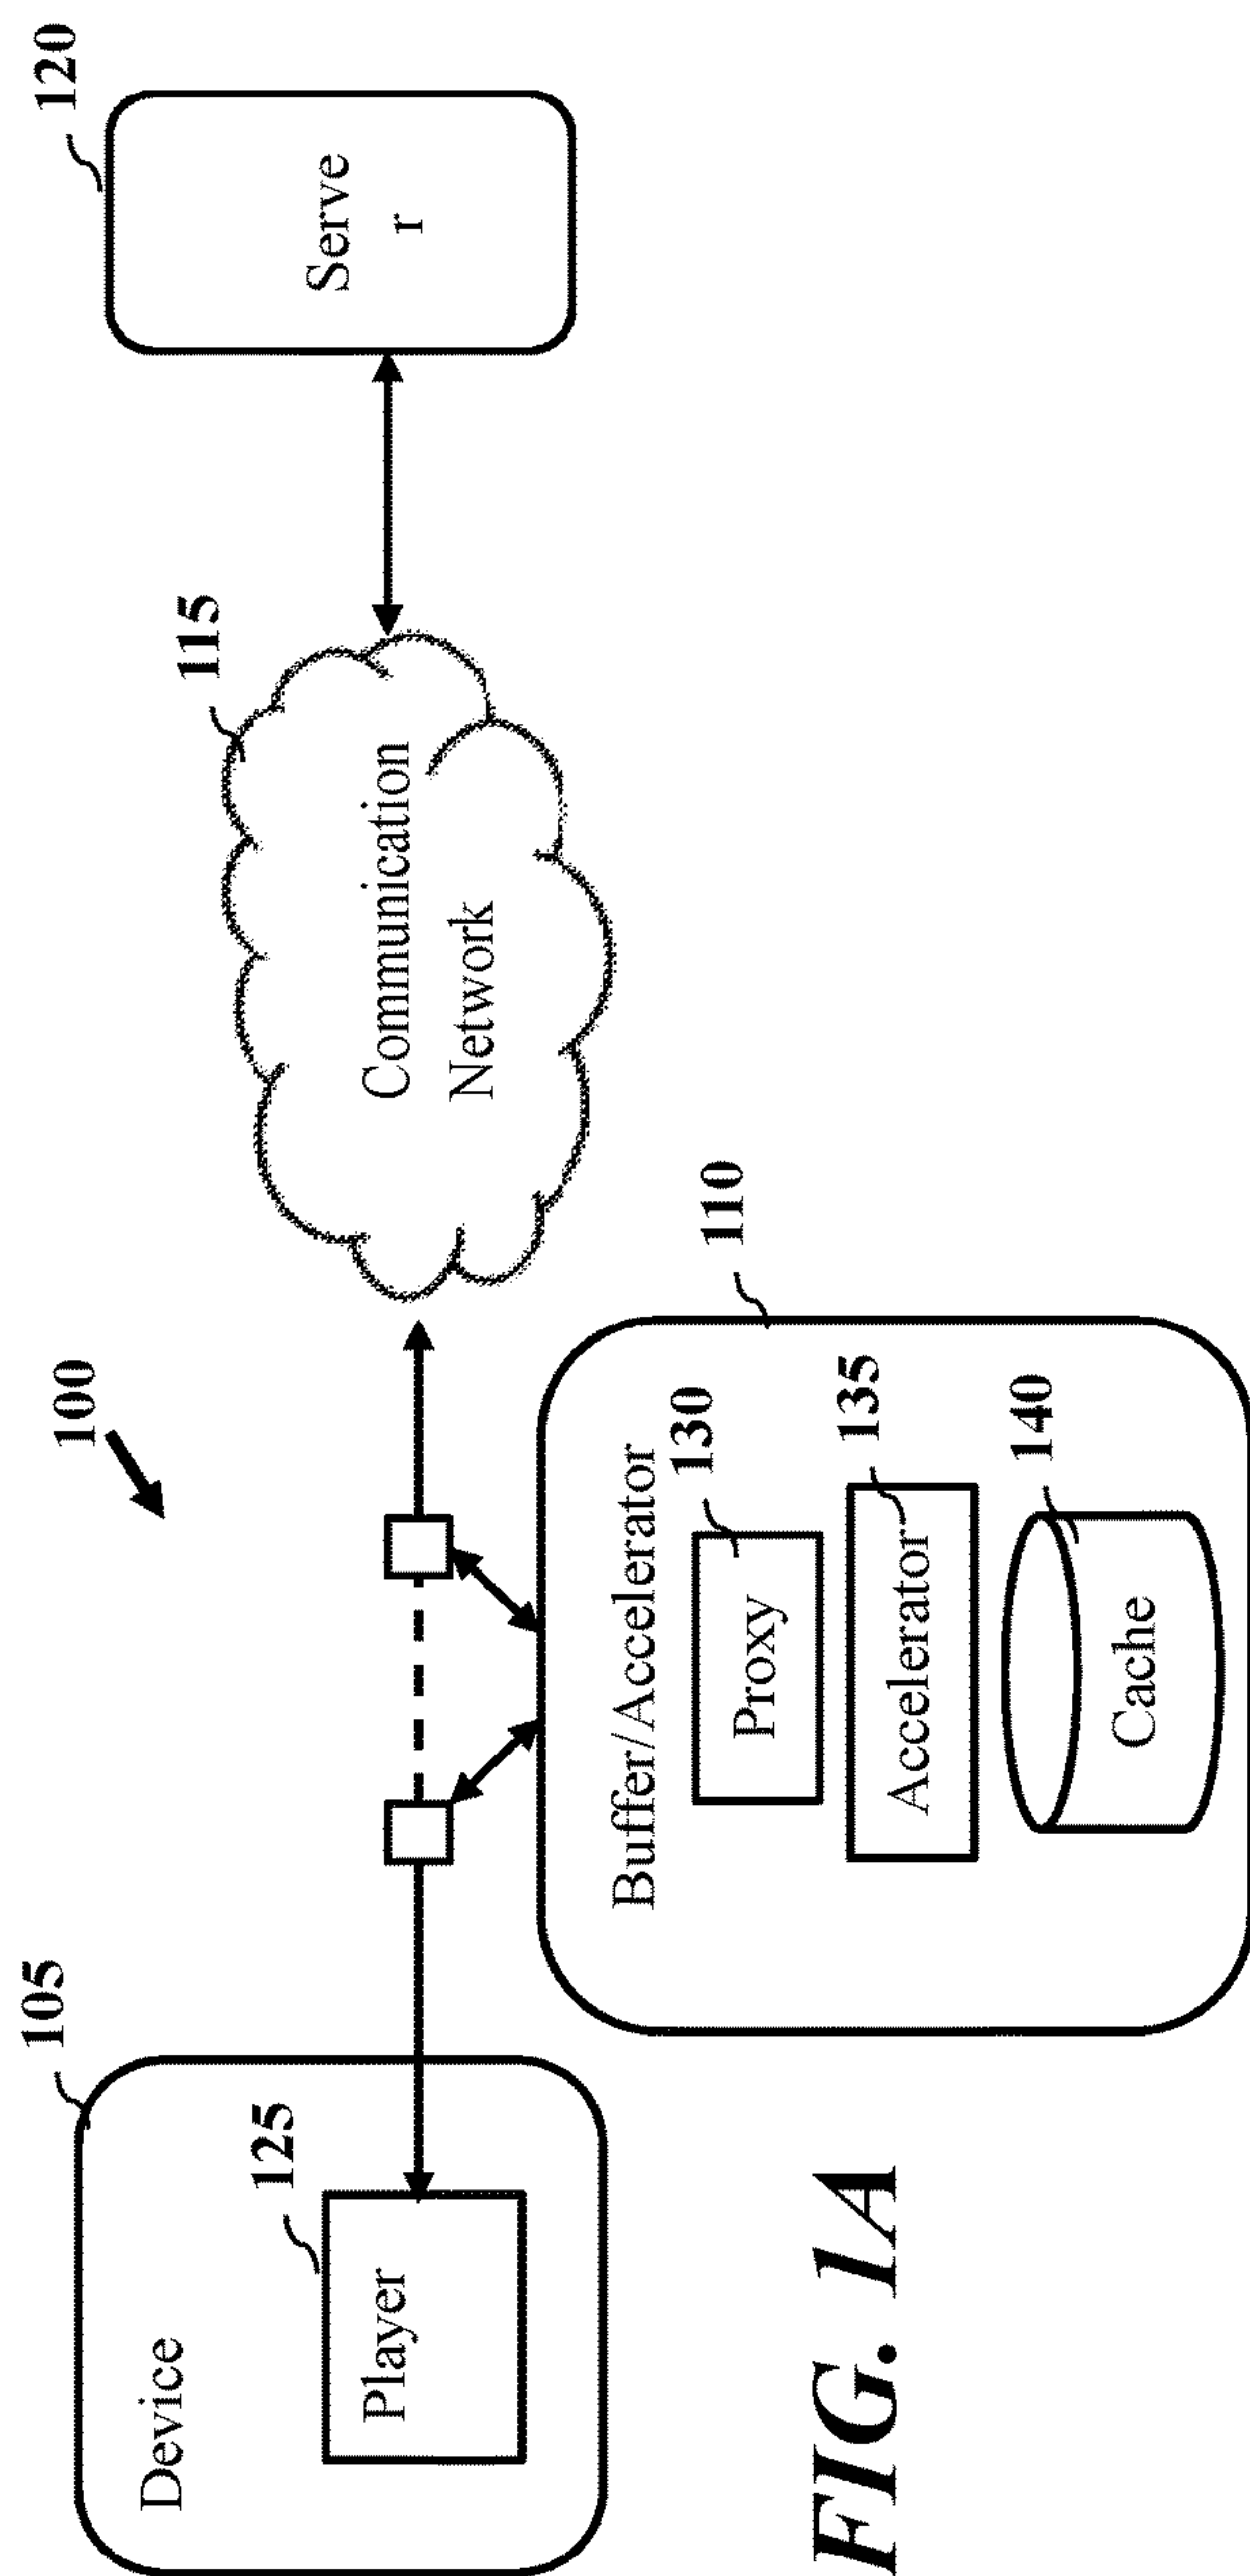 100
105
Device
125
Player
115
Communication
Network
120
Serve
r
110
Buffer/Accelerator
130
Proxy
135
Accelerator
140
Cache
FIG. 1A